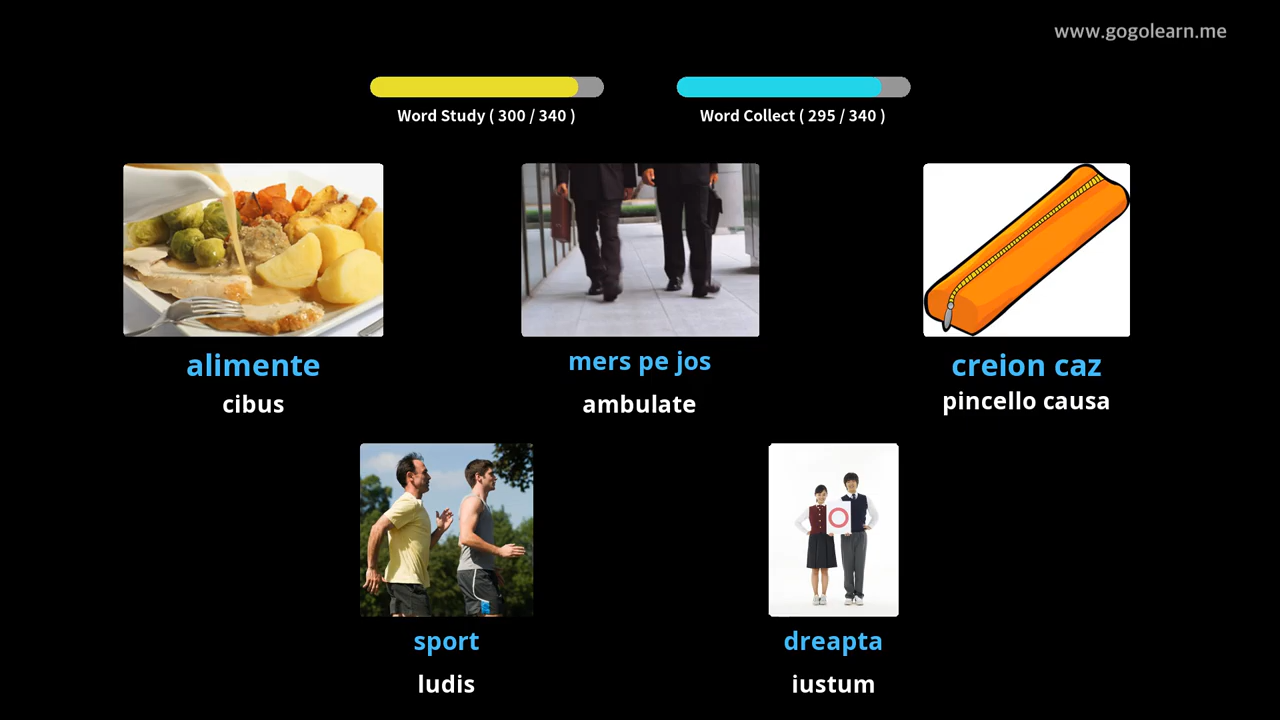 www.gogolearn.me
Word Study ( 300 / 340 )
Word Collect ( 295 / 340 )
alimente
cibus
mers pe jos
ambulate
creion caz
pincello causa
sport
ludis
dreapta
iustum